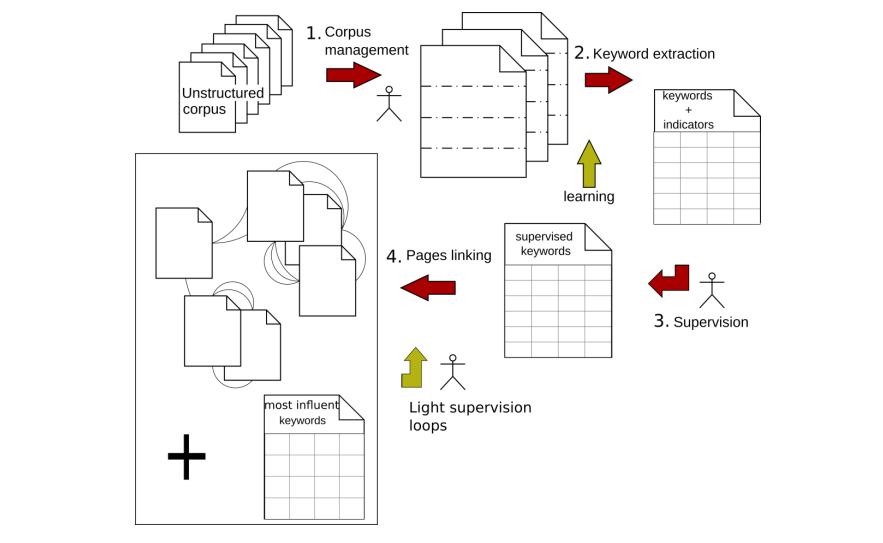 1. Corpus
management
Unstructured
corpus
2. Keyword extraction
keywords
+
indicators
learning
supervised
keywords
3. Supervision
4. Pages linking
Light supervision
loops
most influent
keywords
+